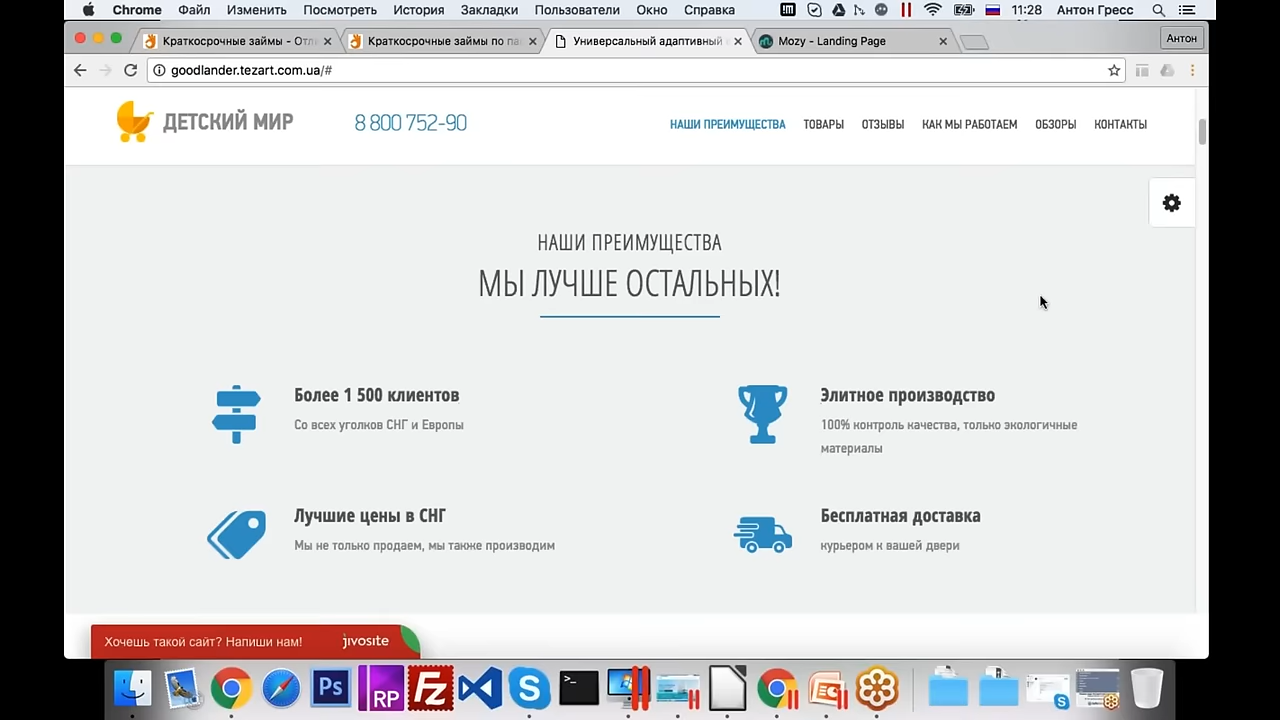 Chrome Файл Изменить Посмотреть История Закладки Пользователи Окно Справка 11:28 Антон Гресс
Краткосрочные займы - Отл
Краткосрочные займы по па
Универсальный адаптивный
Mozy - Landing Page
Антон
goodlander.tezart.com.ua/#
ДЕТСКИЙ МИР
8 800 752-90
НАШИ ПРЕИМУЩЕСТВА ТОВАРЫ ОТЗЫВЫ КАК МЫ РАБОТАЕМ ОБЗОРЫ КОНТАКТЫ
НАШИ ПРЕИМУЩЕСТВА
МЫ ЛУЧШЕ ОСТАЛЬНЫХ!
Более 1 500 клиентов
Со всех уголков СНГ и Европы
Элитное производство
100% контроль качества, только экологичные
материалы
Лучшие цены в СНГ
Мы не только продаем, мы также производим
Бесплатная доставка
курьером к вашей двери
Хочешь такой сайт? Напиши нам! jivosite
Ps
RP
Fz